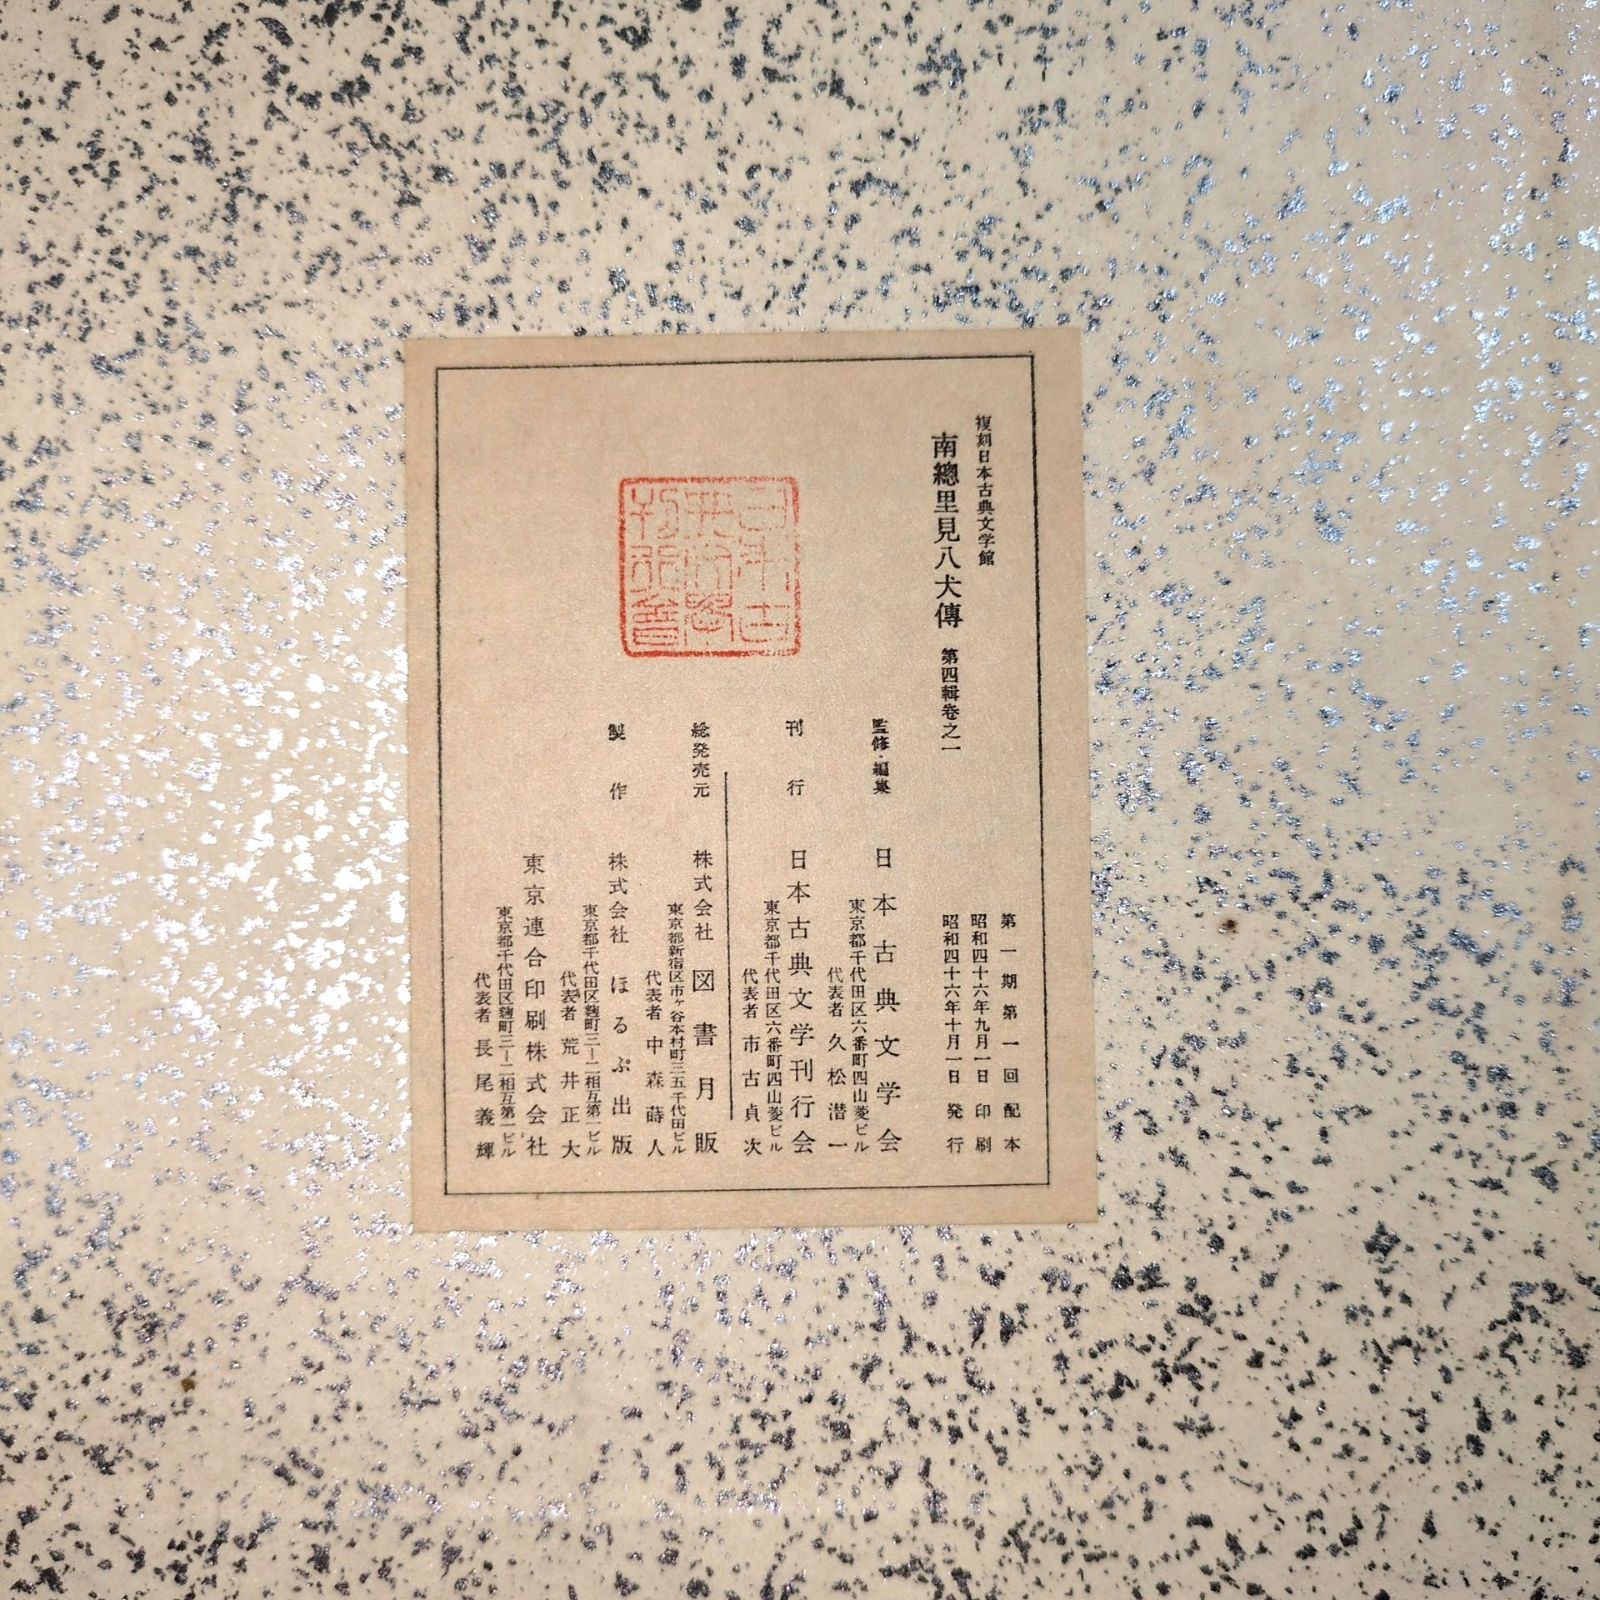 復刻日本古典文学館
南總里見八犬傳 第四輯巻之一
第一期第一回配本
昭和四十六年九月一日印刷
昭和四十六年十月一日発行
監修・編集 日本古典文学会
東京都千代田区六番町四山菱ビル
代表者 久松潜一
刊行 日本古典文学刊行会
東京都千代田区六番町四山菱ビル
代表者 市古貞次
総発売元 株式会社 図書月販
東京都新宿区市ヶ谷本村町三五千代田ビル
代表者 中森蒔人
製作 株式会社 ほるぷ出版
東京都千代田区麹町三ー二相互第一ビル
代表者 荒井正大
東京連合印刷株式会社
東京都千代田区麹町三ー二相互第一ビル
代表者 長尾義輝